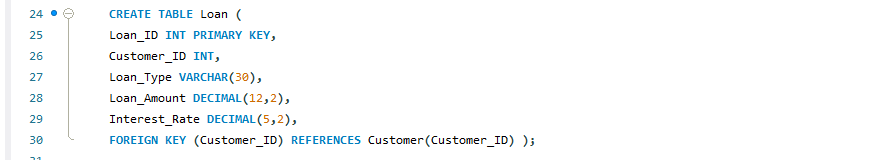 24 CREATE TABLE Loan (
25 Loan_ID INT PRIMARY KEY,
26 Customer_ID INT,
27 Loan_Type VARCHAR(30),
28 Loan_Amount DECIMAL(12,2),
29 Interest_Rate DECIMAL(5,2),
30 FOREIGN KEY (Customer_ID) REFERENCES Customer(Customer_ID) );